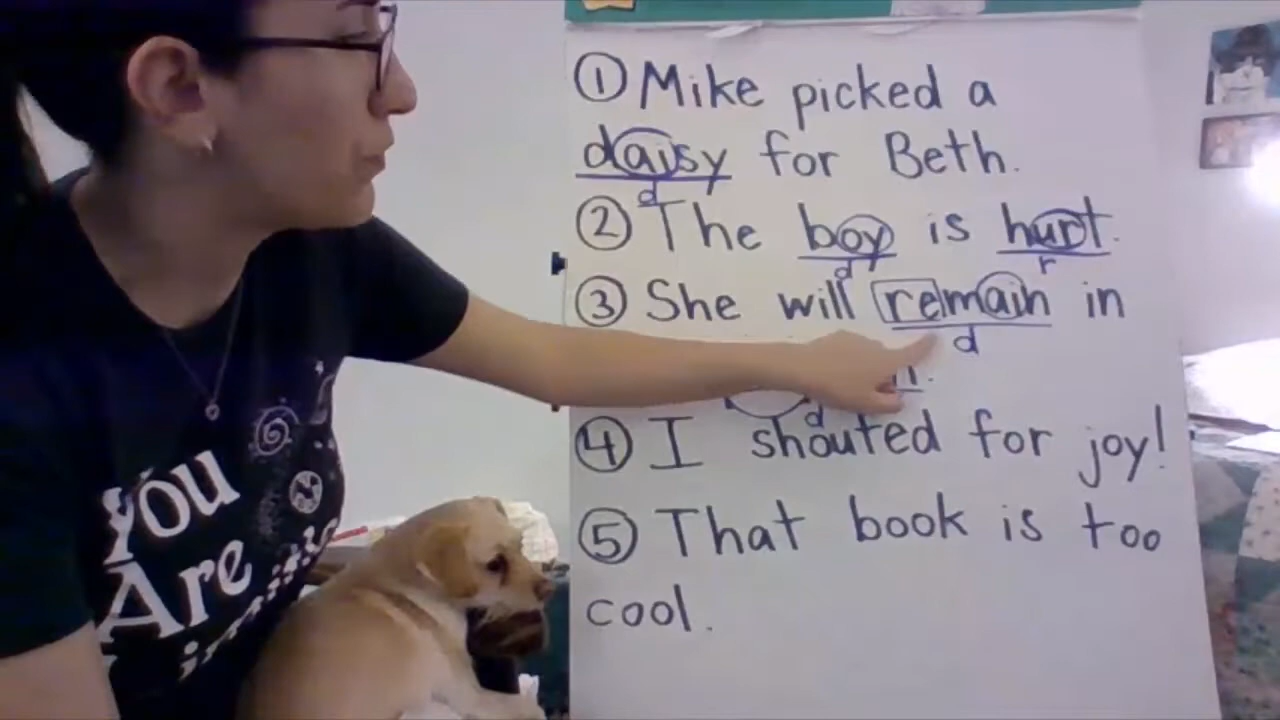 ① Mike picked a
daisy for Beth.
d
② The boy is hurt.
d r
③ She will remain in
d
d
④ I shouted for joy!
⑤ That book is too
cool.
You
Are